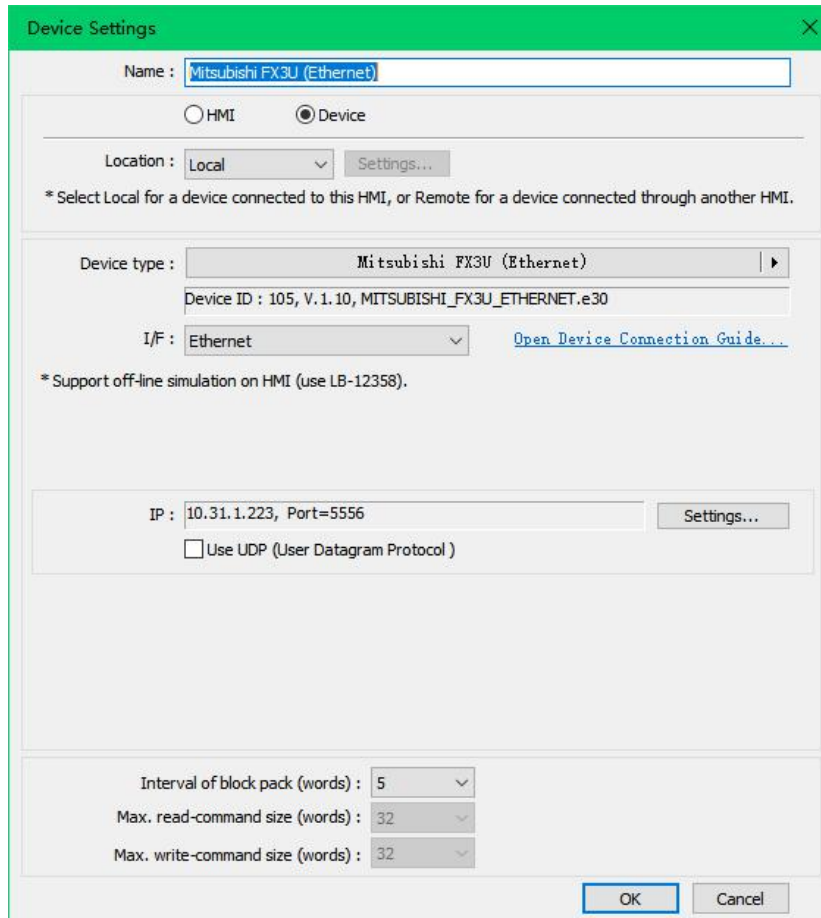 Device Settings
Name : Mitsubishi FX3U (Ethernet)
HMI Device
Location : Local Settings...
* Select Local for a device connected to this HMI, or Remote for a device connected through another HMI.
Device type : Mitsubishi FX3U (Ethernet)
Device ID : 105, V.1.10, MITSUBISHI_FX3U_ETHERNET.e30
I/F : Ethernet Open Device Connection Guide...
* Support off-line simulation on HMI (use LB-12358).
IP : 10.31.1.223, Port=5556 Settings...
Use UDP (User Datagram Protocol )
Interval of block pack (words) : 5
Max. read-command size (words) : 32
Max. write-command size (words) : 32
OK Cancel